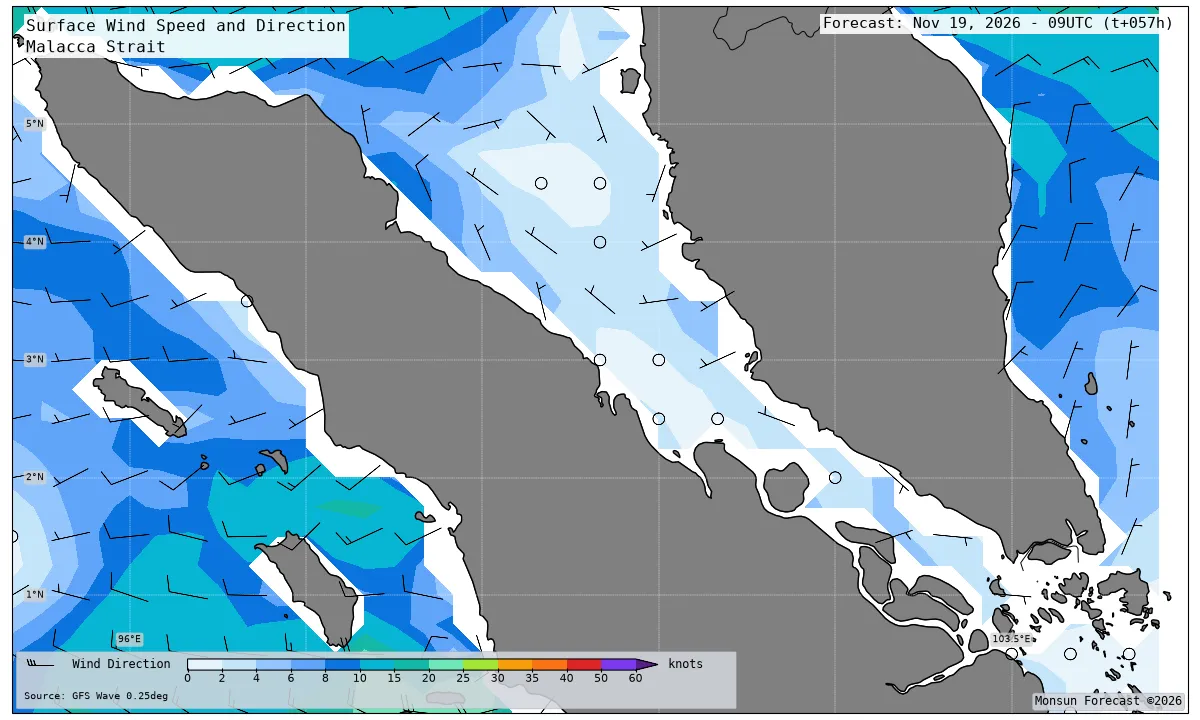 Surface Wind Speed and Direction
Malacca Strait
Forecast: Nov 19, 2026 - 09UTC (t+057h)
5°N
4°N
3°N
2°N
1°N
96°E
103.5°E
Wind Direction
0 2 4 6 8 10 15 20 25 30 35 40 50 60
knots
Source: GFS Wave 0.25deg
Monsun Forecast ©2026